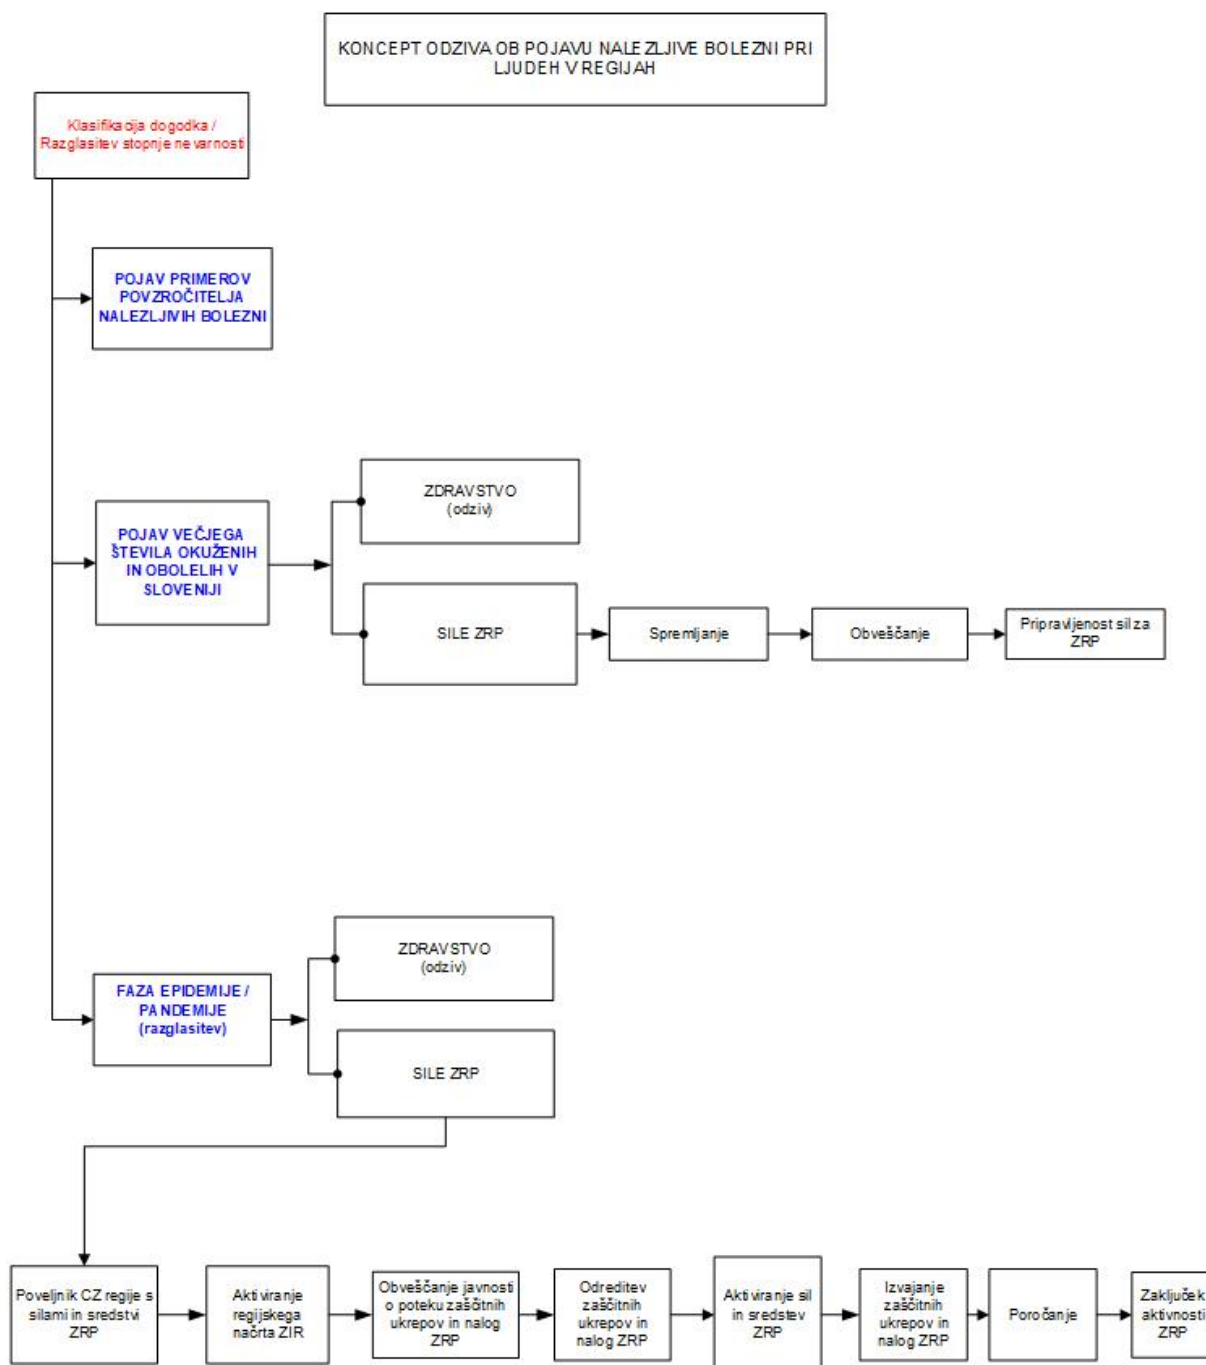 KONCEPT ODZIVA OB POJAVU NALEZLJIVE BOLEZNI PRI
LJUDEH V REGIJAH
Klasifikacija dogodka /
Razglasitev stopnje nevarnosti
POJAV PRIMEROV
POVZROČITELJA
NALEZLJIVIH BOLEZNI
POJAV VEČJEGA
ŠTEVILA OKUŽENIH
IN OBOLELIH V
SLOVENIJI
ZDRAVSTVO
(odziv)
SILE ZRP
Spremljanje
Obveščanje
Pripravljenost sil za
ZRP
FAZA EPIDEMIJE /
PANDEMIJE
(razglasitev)
ZDRAVSTVO
(odziv)
SILE ZRP
Poveljnik CZ regije s
silami in sredstvi
ZRP
Aktiviranje
regijskega
načrta ZIR
Obveščanje javnosti
o poteku zaščitnih
ukrepov in nalog
ZRP
Odreditev
zaščitnih
ukrepov in
nalog ZRP
Aktiviranje sil
in sredstev
ZRP
Izvajanje
zaščitnih
ukrepov in
nalog ZRP
Poročanje
Zaključek
aktivnosti
ZRP